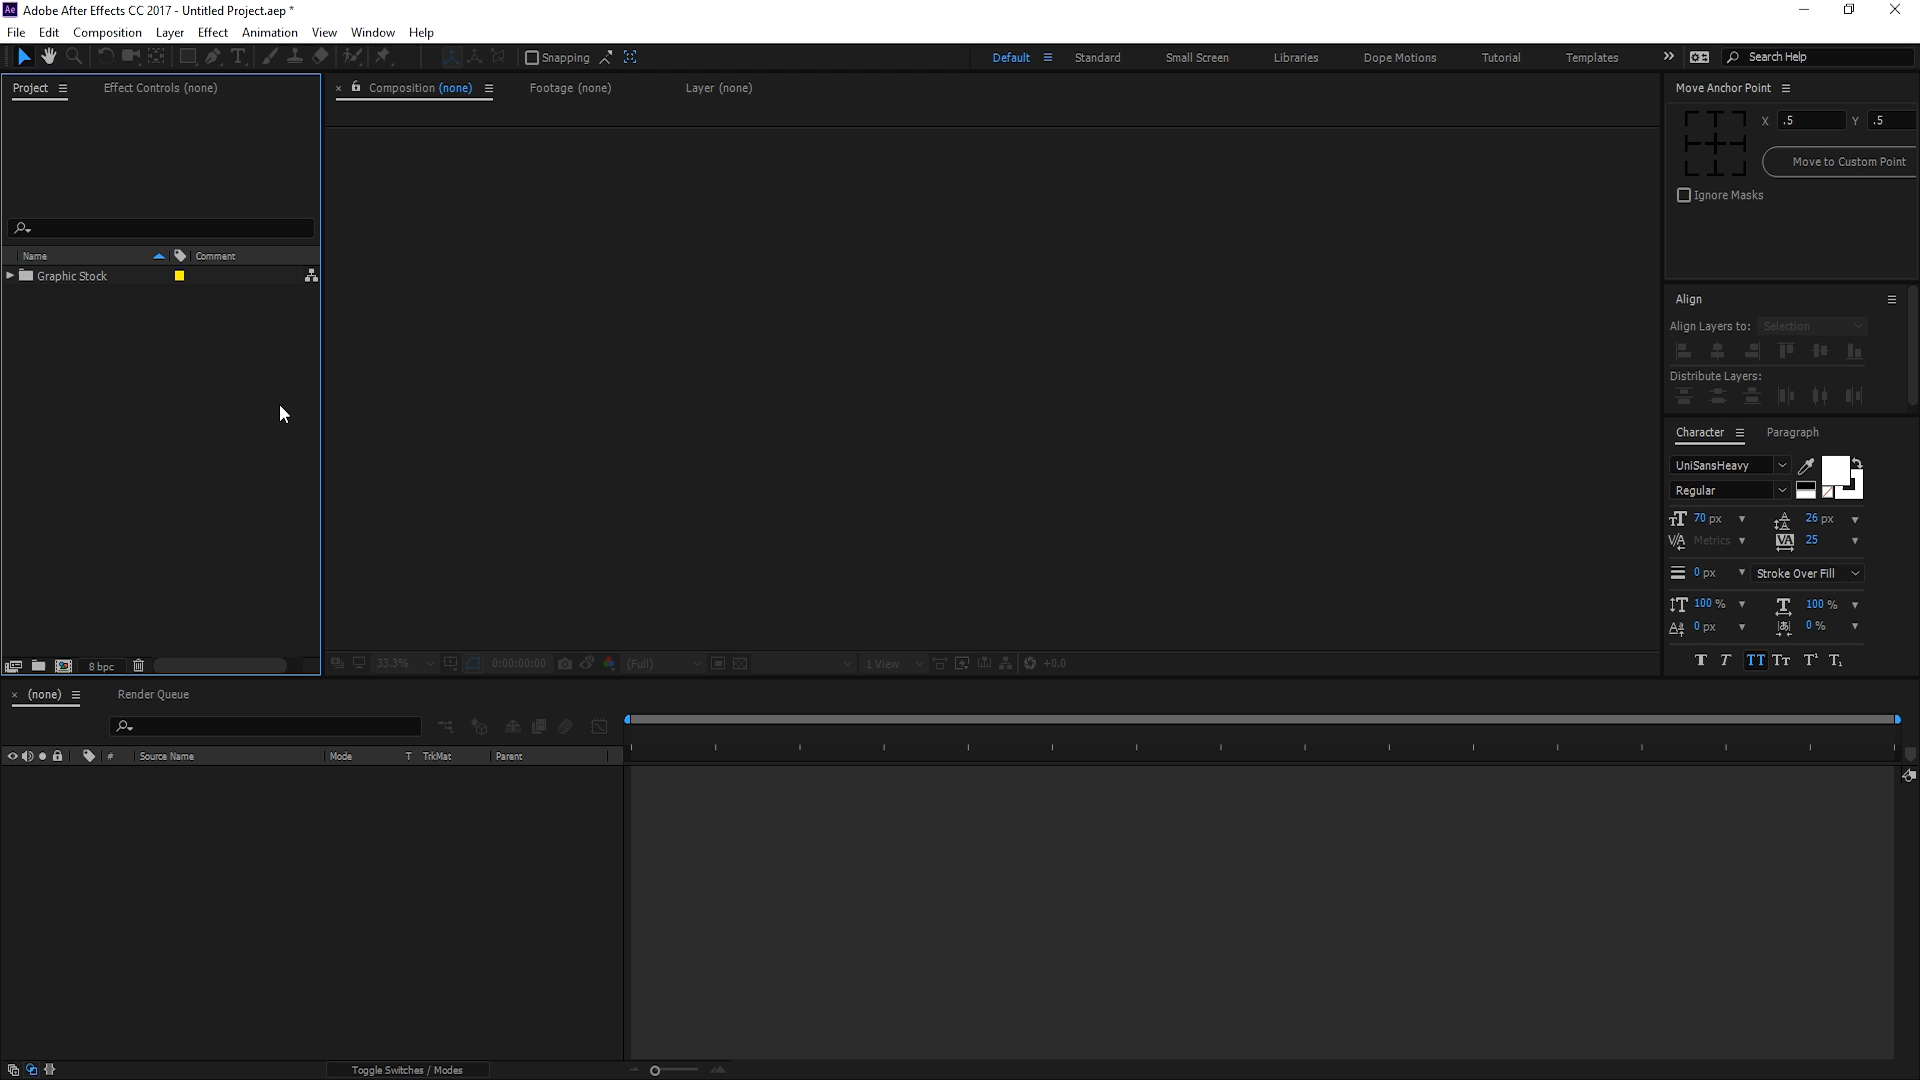 Ae Adobe After Effects CC 2017 - Untitled Project.aep *
File Edit Composition Layer Effect Animation View Window Help
Snapping Default Standard Small Screen Libraries Dope Motions Tutorial Templates Search Help
Project Effect Controls (none) Composition (none) Footage (none) Layer (none) Move Anchor Point
X .5 Y .5
Move to Custom Point
Ignore Masks
Name Comment
Graphic Stock
Align
Align Layers to: Selection
Distribute Layers:
Character Paragraph
UniSansHeavy
Regular
70 px 26 px
Metrics 25
0 px Stroke Over Fill
100 % 100 %
0 px 0 %
8 bpc 33.3% 0:00:00:00 (Full) 1 View +0.0
(none) Render Queue
# Source Name Mode T TrkMat Parent
Toggle Switches / Modes